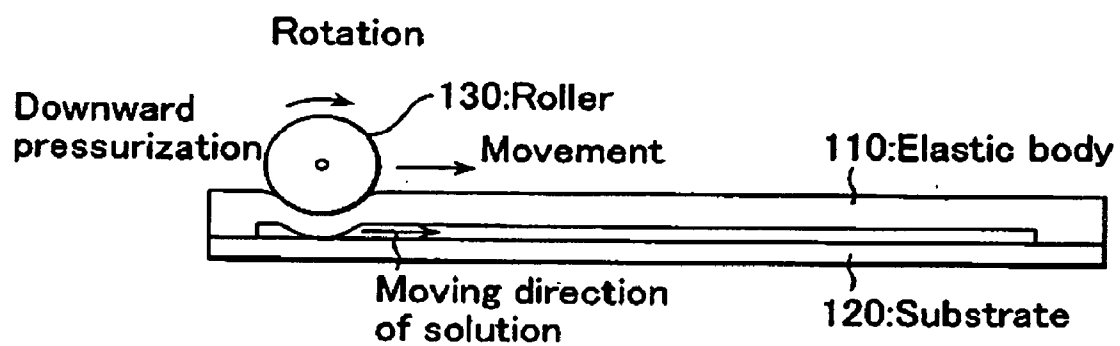 Rotation
130:Roller
Downward
pressurization
Movement
110:Elastic body
Moving direction
of solution
120:Substrate